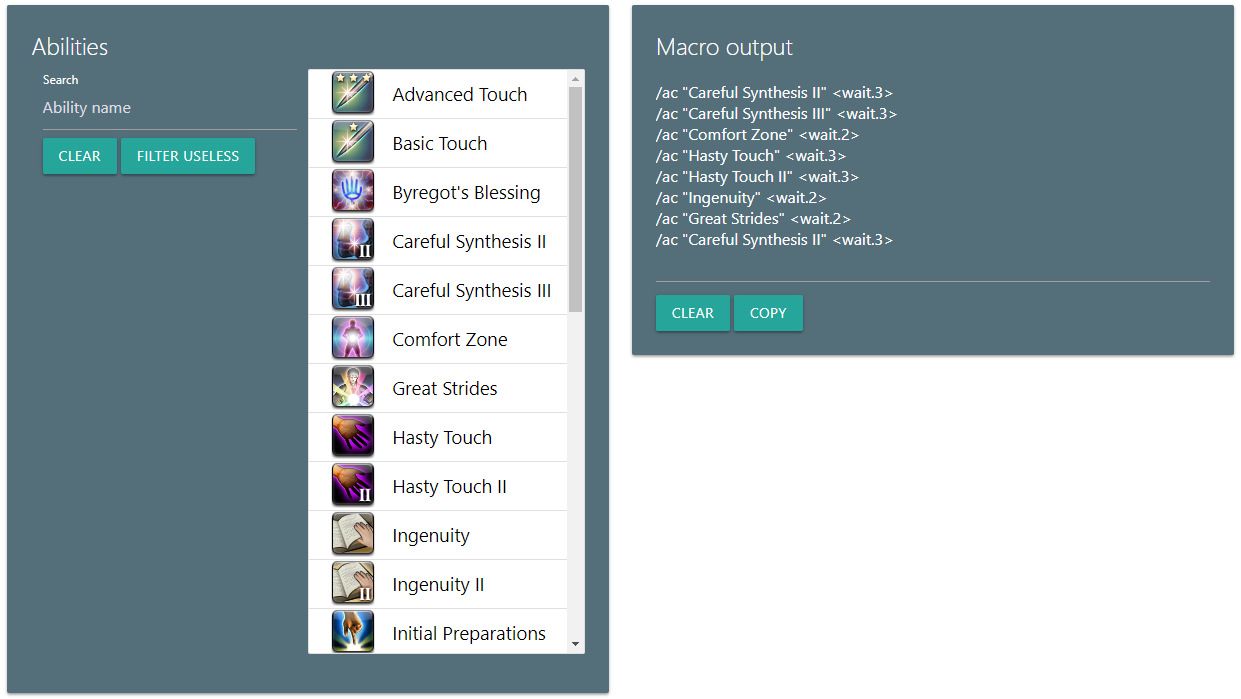 Abilities
Search
Ability name
CLEAR
FILTER USELESS
Advanced Touch
Basic Touch
Byregot's Blessing
II Careful Synthesis II
III Careful Synthesis III
Comfort Zone
Great Strides
Hasty Touch
II Hasty Touch II
Ingenuity
II Ingenuity II
Initial Preparations
Macro output
/ac "Careful Synthesis II" <wait.3>
/ac "Careful Synthesis III" <wait.3>
/ac "Comfort Zone" <wait.2>
/ac "Hasty Touch" <wait.3>
/ac "Hasty Touch II" <wait.3>
/ac "Ingenuity" <wait.2>
/ac "Great Strides" <wait.2>
/ac "Careful Synthesis II" <wait.3>
CLEAR
COPY